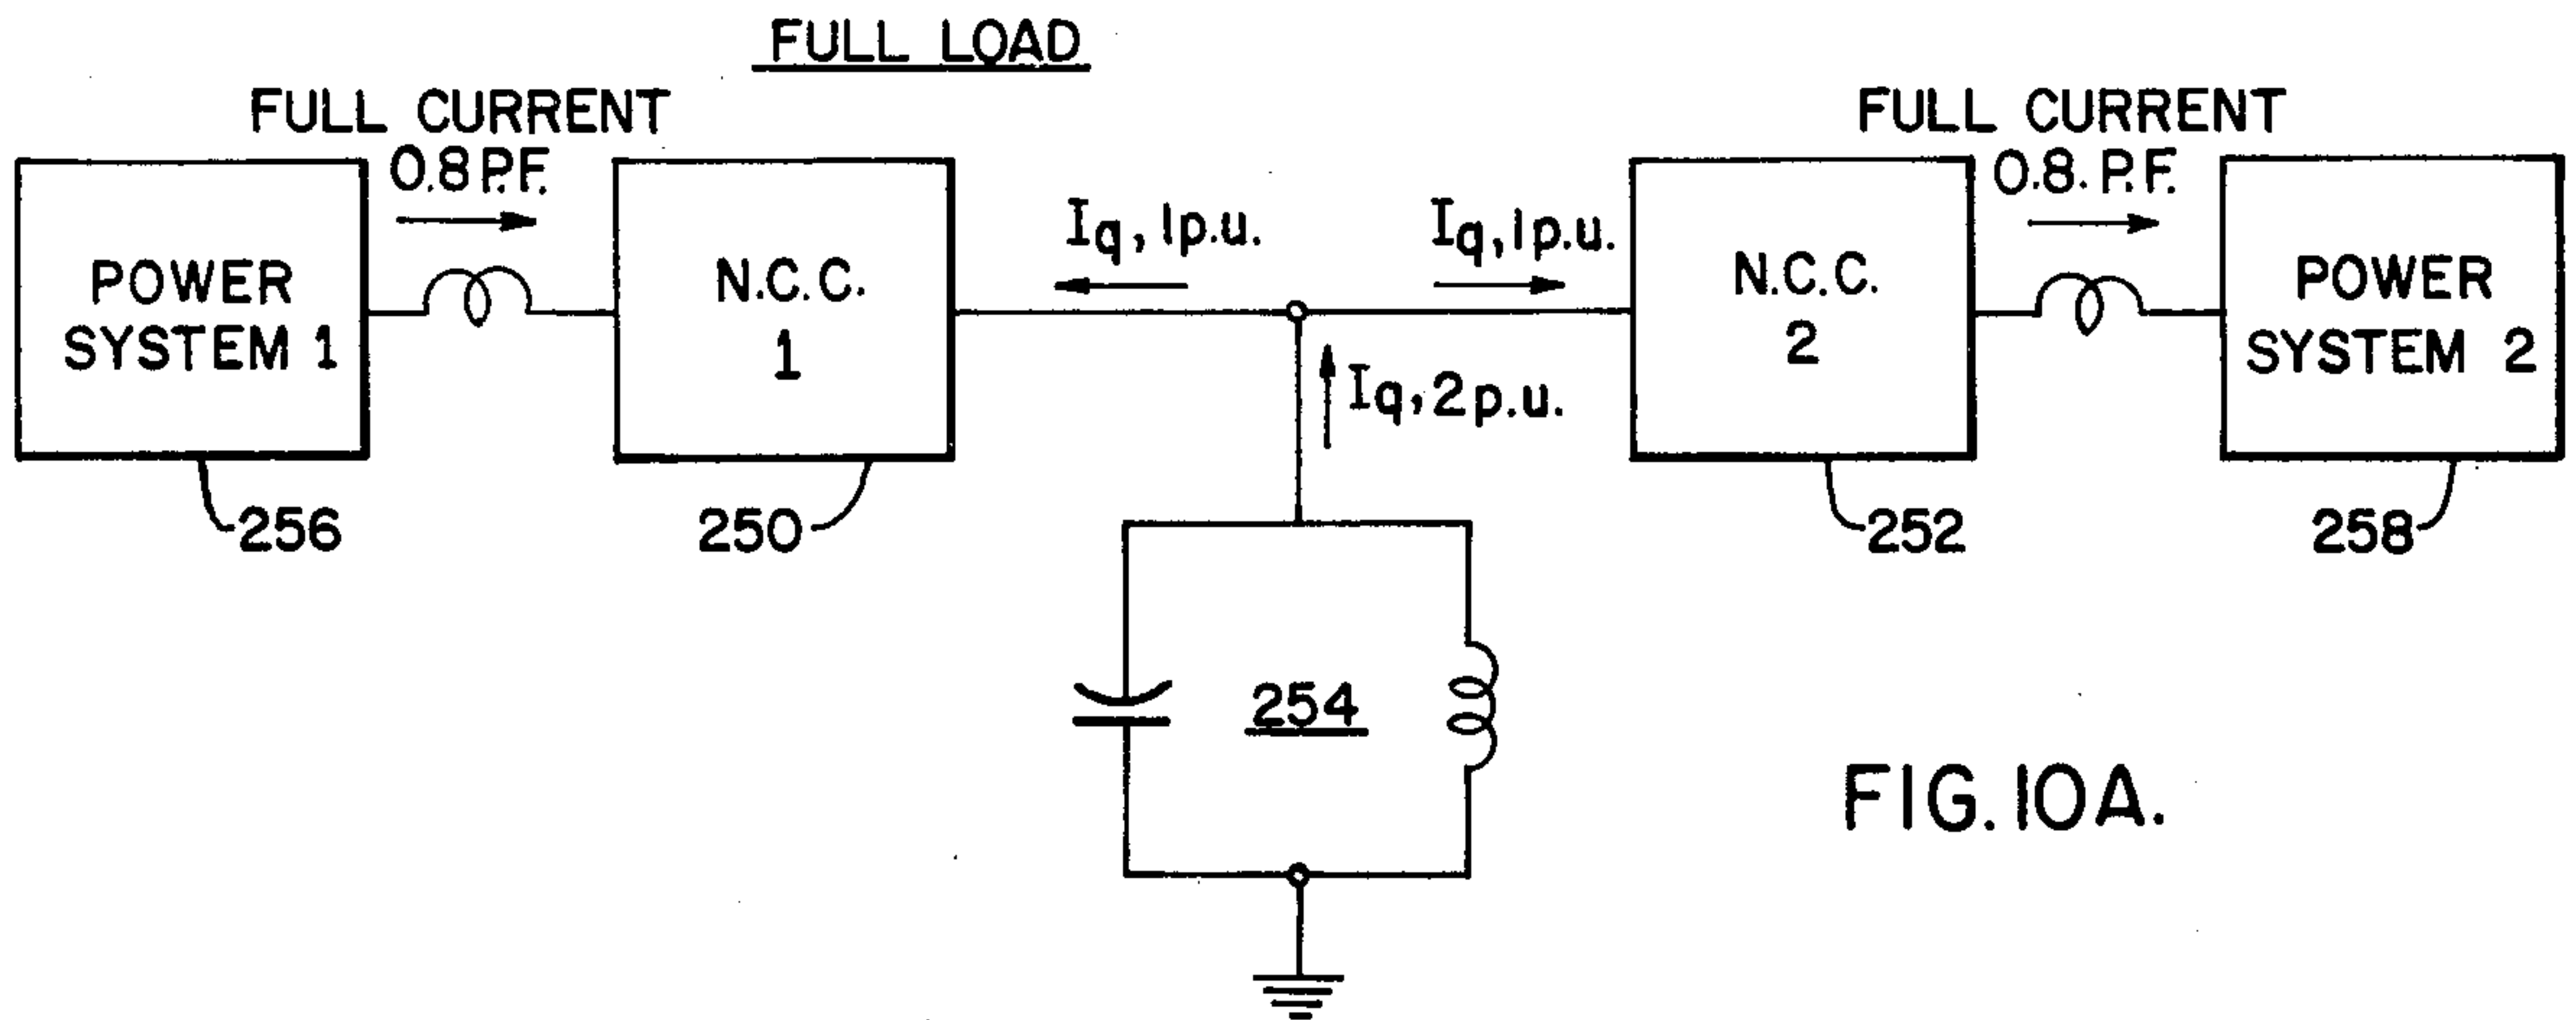 FULL LOAD
FULL CURRENT
0.8 P.F.
FULL CURRENT
0.8. P.F.
POWER
SYSTEM 1
N.C.C.
1
Iq, 1p.u.
Iq, 1p.u.
N.C.C.
2
POWER
SYSTEM 2
Iq, 2p.u.
256
250
252
258
254
FIG. 10A.